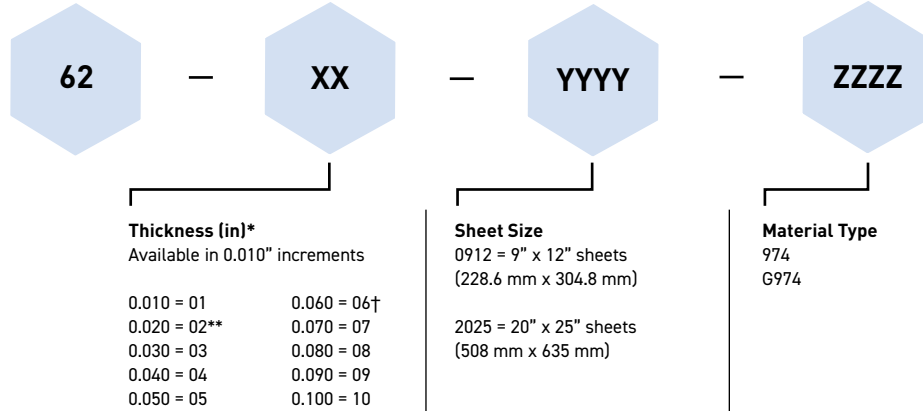 62 — XX — YYYY — ZZZZ
Thickness (in)*
Available in 0.010” increments
0.010 = 01
0.020 = 02**
0.030 = 03
0.040 = 04
0.050 = 05
0.060 = 06†
0.070 = 07
0.080 = 08
0.090 = 09
0.100 = 10
Sheet Size
0912 = 9” x 12” sheets
(228.6 mm x 304.8 mm)
2025 = 20” x 25” sheets
(508 mm x 635 mm)
Material Type
974
G974